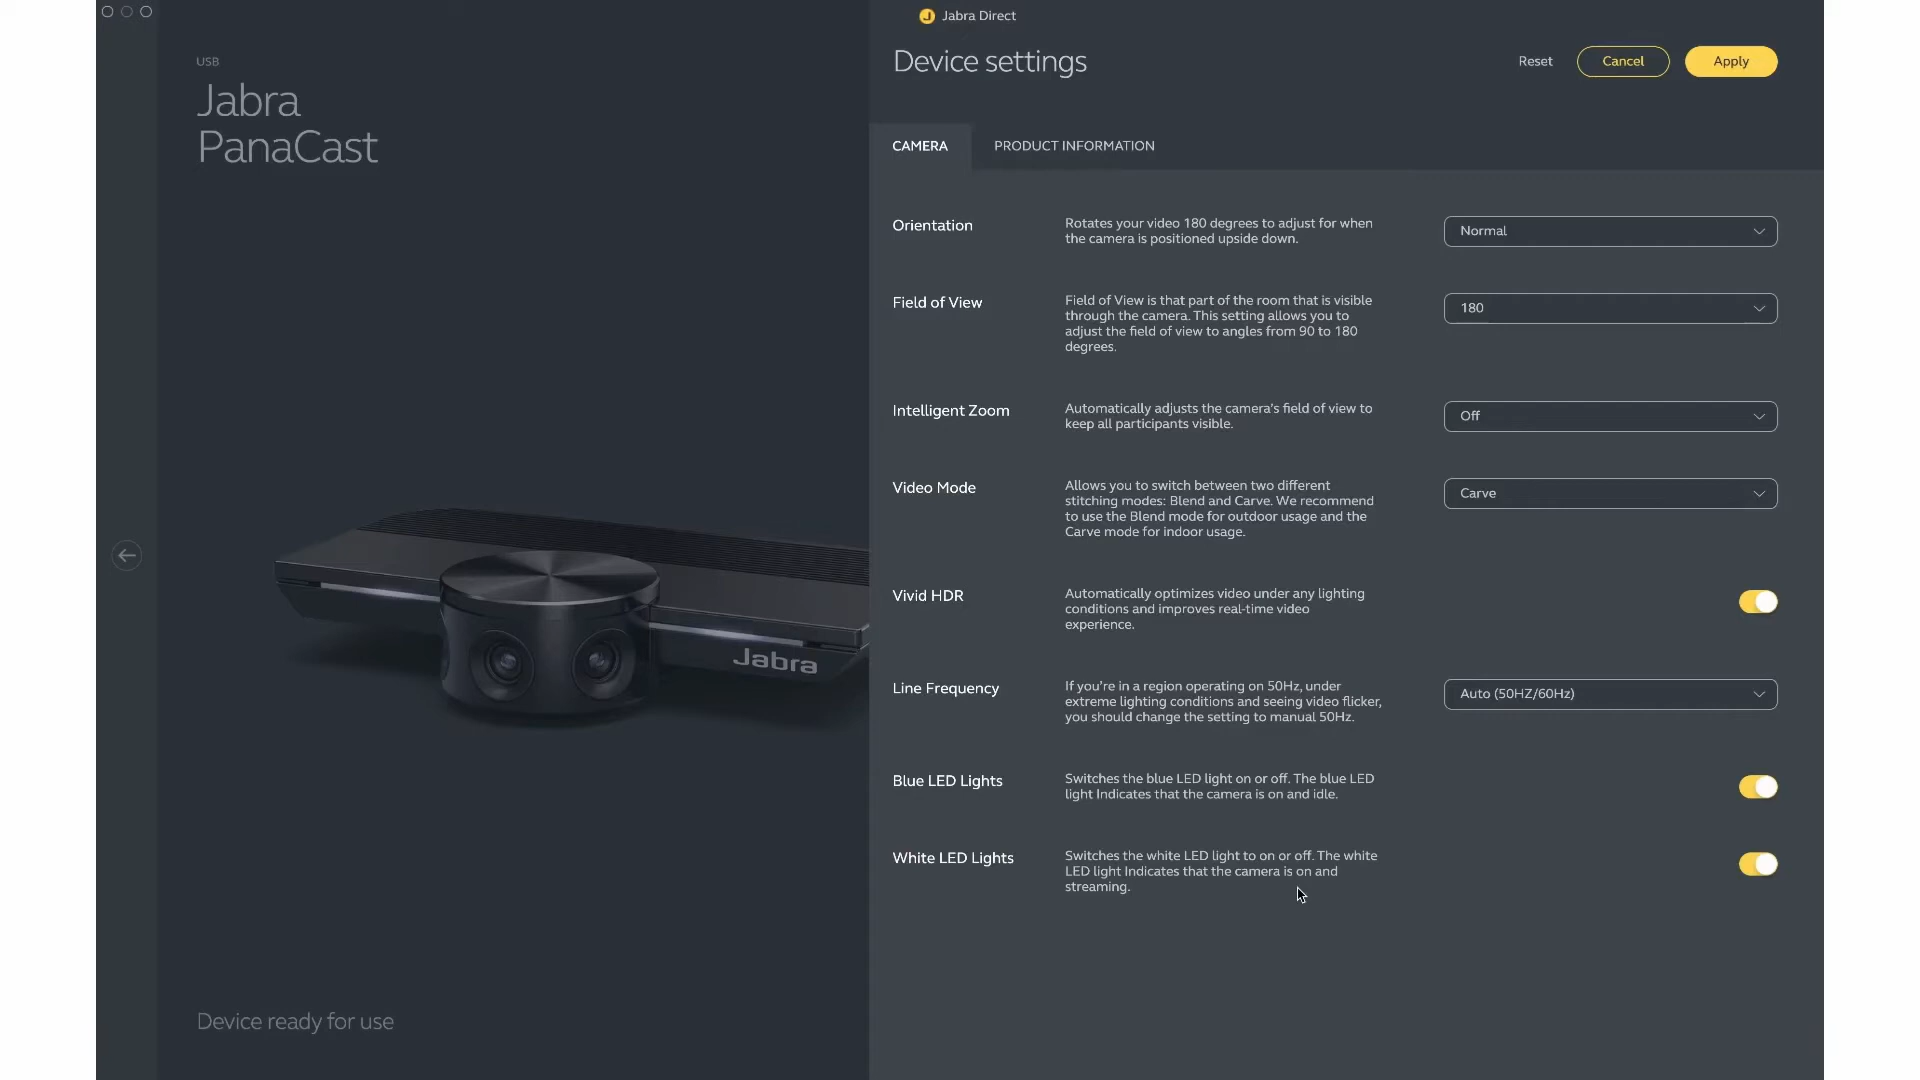 Jabra Direct
USB
Jabra
PanaCast
Device settings
Reset
Cancel
Apply
CAMERA
PRODUCT INFORMATION
Orientation
Rotates your video 180 degrees to adjust for when
the camera is positioned upside down.
Normal
Field of View
Field of View is that part of the room that is visible
through the camera. This setting allows you to
adjust the field of view to angles from 90 to 180
degrees.
180
Intelligent Zoom
Automatically adjusts the camera's field of view to
keep all participants visible.
Off
Video Mode
Allows you to switch between two different
stitching modes: Blend and Carve. We recommend
to use the Blend mode for outdoor usage and the
Carve mode for indoor usage.
Carve
Vivid HDR
Automatically optimizes video under any lighting
conditions and improves real-time video
experience.
Jabra
Line Frequency
If you're in a region operating on 50Hz, under
extreme lighting conditions and seeing video flicker,
you should change the setting to manual 50Hz.
Auto (50HZ/60Hz)
Blue LED Lights
Switches the blue LED light on or off. The blue LED
light Indicates that the camera is on and idle.
White LED Lights
Switches the white LED light to on or off. The white
LED light Indicates that the camera is on and
streaming.
Device ready for use